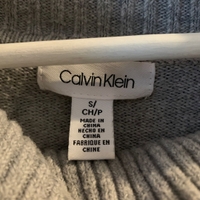 Calvin Klein
S/
CH/P
MADE IN
CHINA
HECHO EN
CHINA
FABRIQUÉ EN
CHINE